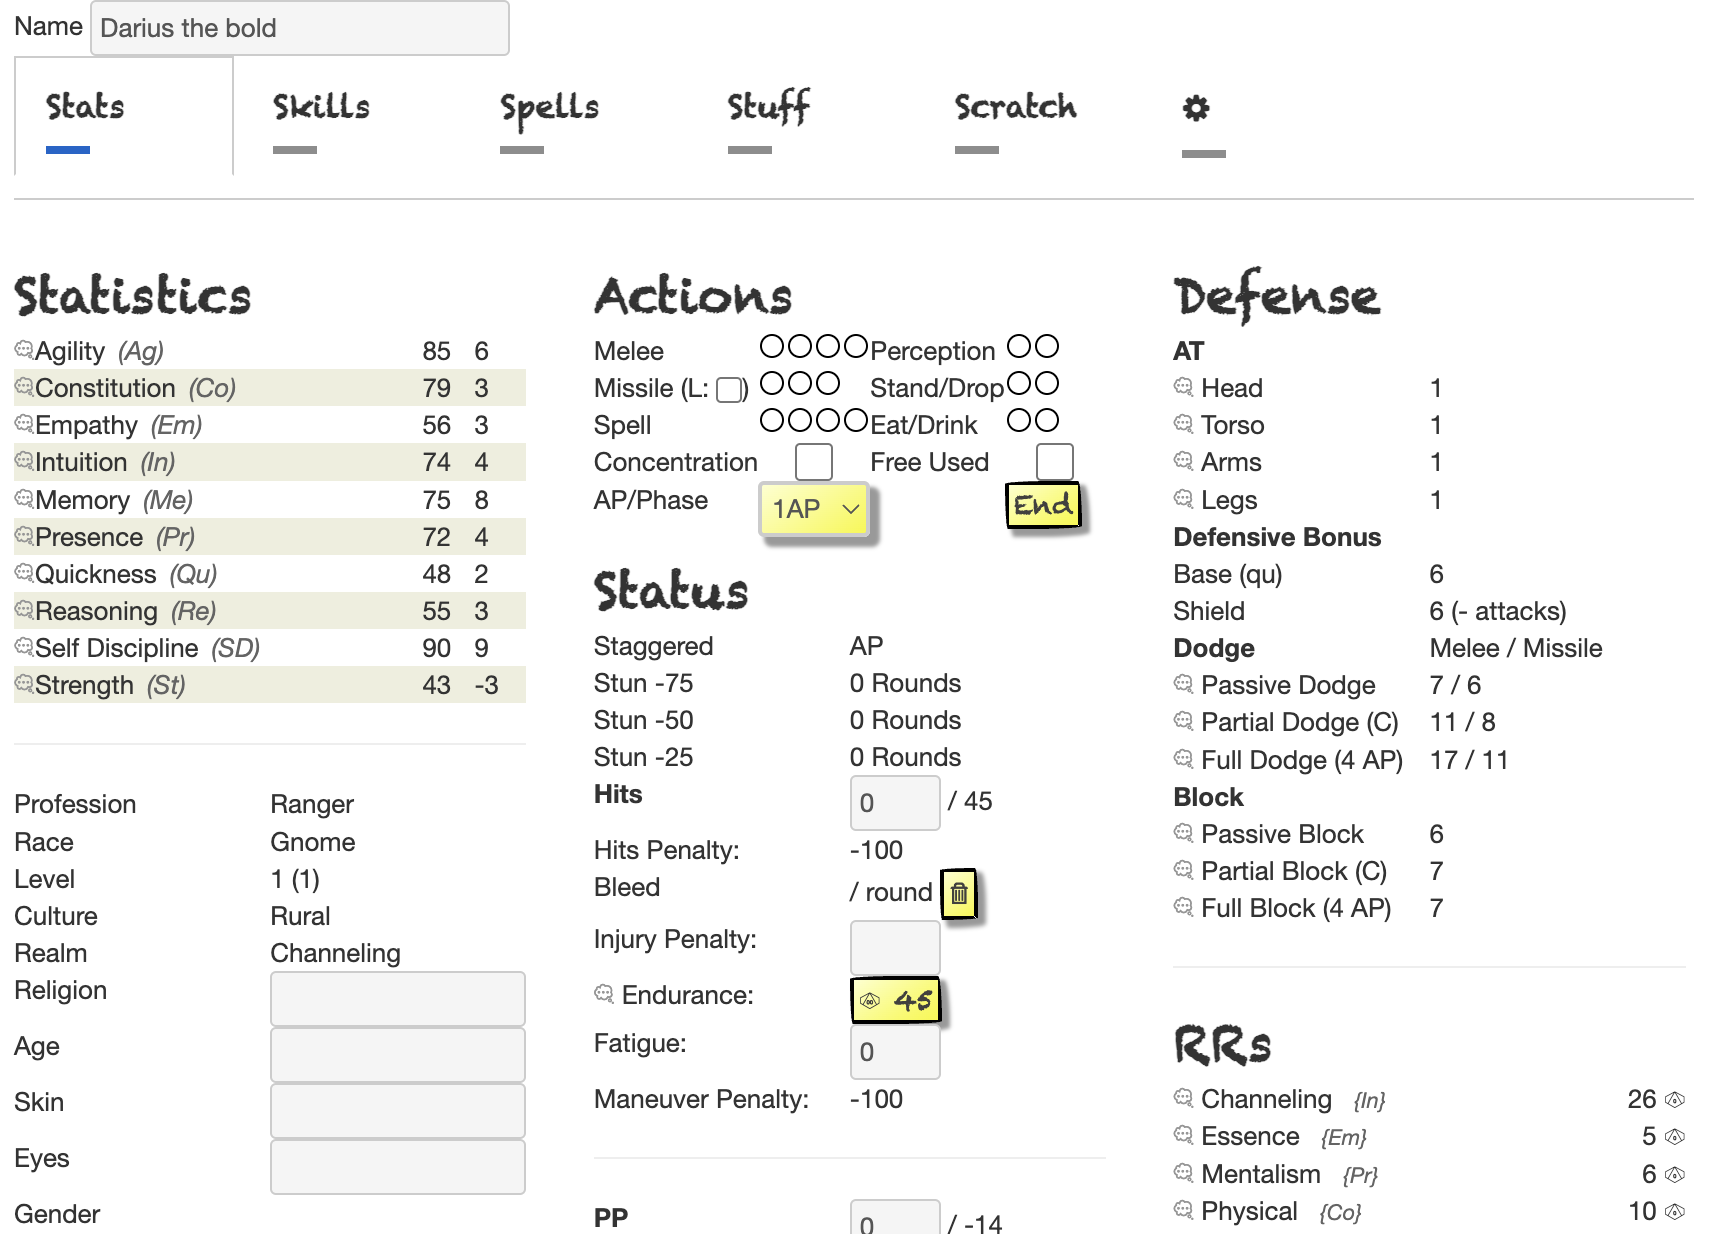 Name Darius the bold
Stats Skills Spells Stuff Scratch
Statistics
Agility (Ag) 85 6
Constitution (Co) 79 3
Empathy (Em) 56 3
Intuition (In) 74 4
Memory (Me) 75 8
Presence (Pr) 72 4
Quickness (Qu) 48 2
Reasoning (Re) 55 3
Self Discipline (SD) 90 9
Strength (St) 43 -3
Profession Ranger
Race Gnome
Level 1 (1)
Culture Rural
Realm Channeling
Religion
Age
Skin
Eyes
Gender
Actions
Melee Perception
Missile (L: ) Stand/Drop
Spell Eat/Drink
Concentration Free Used
AP/Phase 1AP End
Status
Staggered AP
Stun -75 0 Rounds
Stun -50 0 Rounds
Stun -25 0 Rounds
Hits 0 / 45
Hits Penalty: -100
Bleed / round
Injury Penalty:
Endurance: 45
Fatigue: 0
Maneuver Penalty: -100
PP 0 / -14
Defense
AT
Head 1
Torso 1
Arms 1
Legs 1
Defensive Bonus
Base (qu) 6
Shield 6 (- attacks)
Dodge Melee / Missile
Passive Dodge 7 / 6
Partial Dodge (C) 11 / 8
Full Dodge (4 AP) 17 / 11
Block
Passive Block 6
Partial Block (C) 7
Full Block (4 AP) 7
RRs
Channeling {In} 26
Essence {Em} 5
Mentalism {Pr} 6
Physical {Co} 10